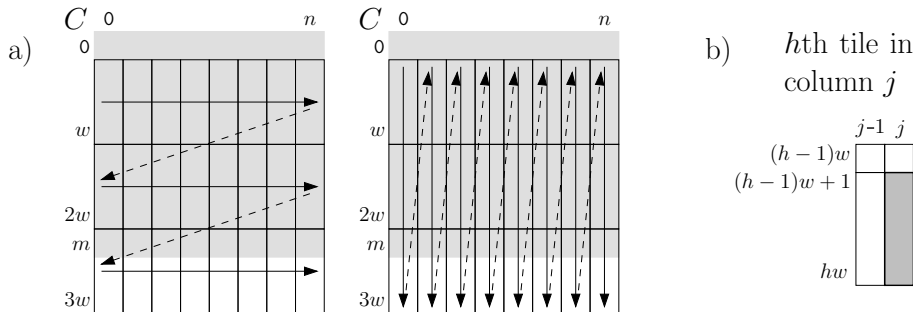 a)
C 0 n
0
w
2w
m
3w
C 0 n
0
w
2w
m
3w
b)
hth tile in
column j
j-1 j
(h − 1)w
(h − 1)w + 1
hw